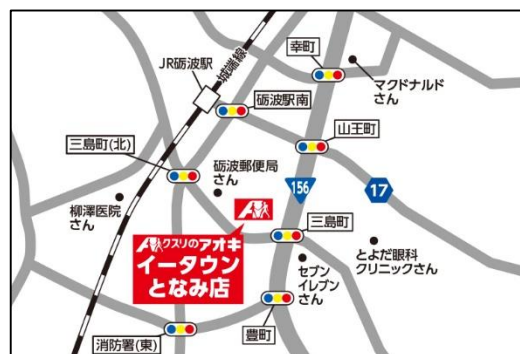 幸町
城端線
JR砺波駅
マクドナルド
さん
砺波駅南
山王町
三島町(北)
砺波郵便局
さん
156
17
柳澤医院
さん
三島町
クスリのアオキ
イータウン
となみ店
とよだ眼科
クリニックさん
セブン
イレブン
さん
豊町
消防署(東)